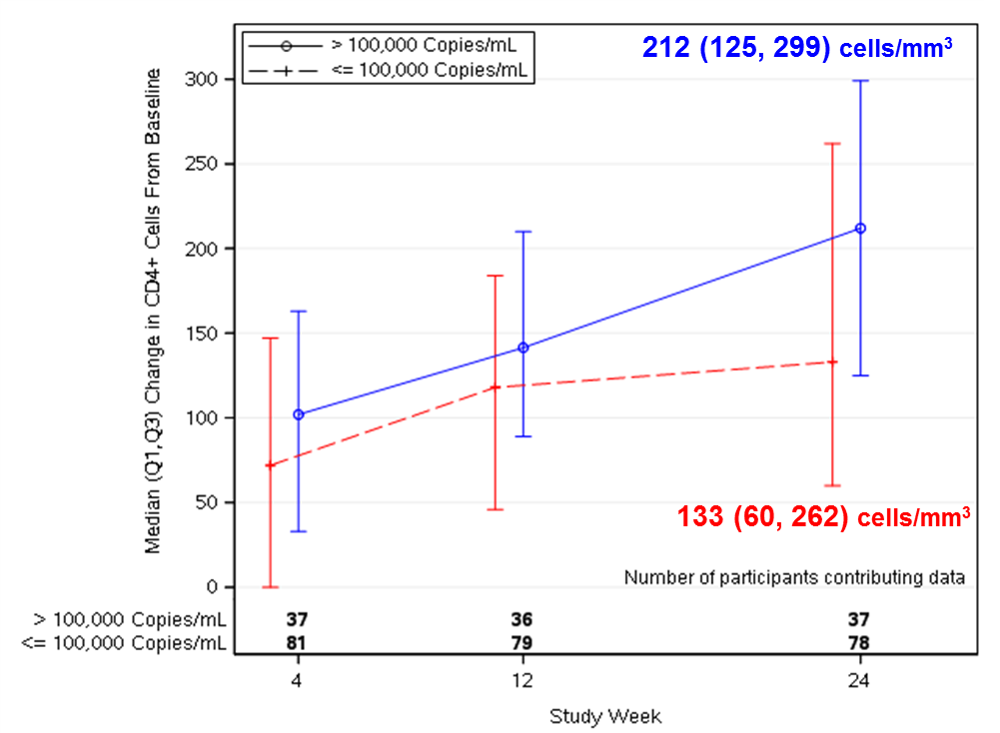 > 100,000 Copies/mL
<= 100,000 Copies/mL
212 (125, 299) cells/mm³
Median (Q1,Q3) Change in CD4+ Cells From Baseline
300
250
200
150
100
50
0
133 (60, 262) cells/mm³
Number of participants contributing data
> 100,000 Copies/mL 37 36 37
<= 100,000 Copies/mL 81 79 78
4 12 24
Study Week